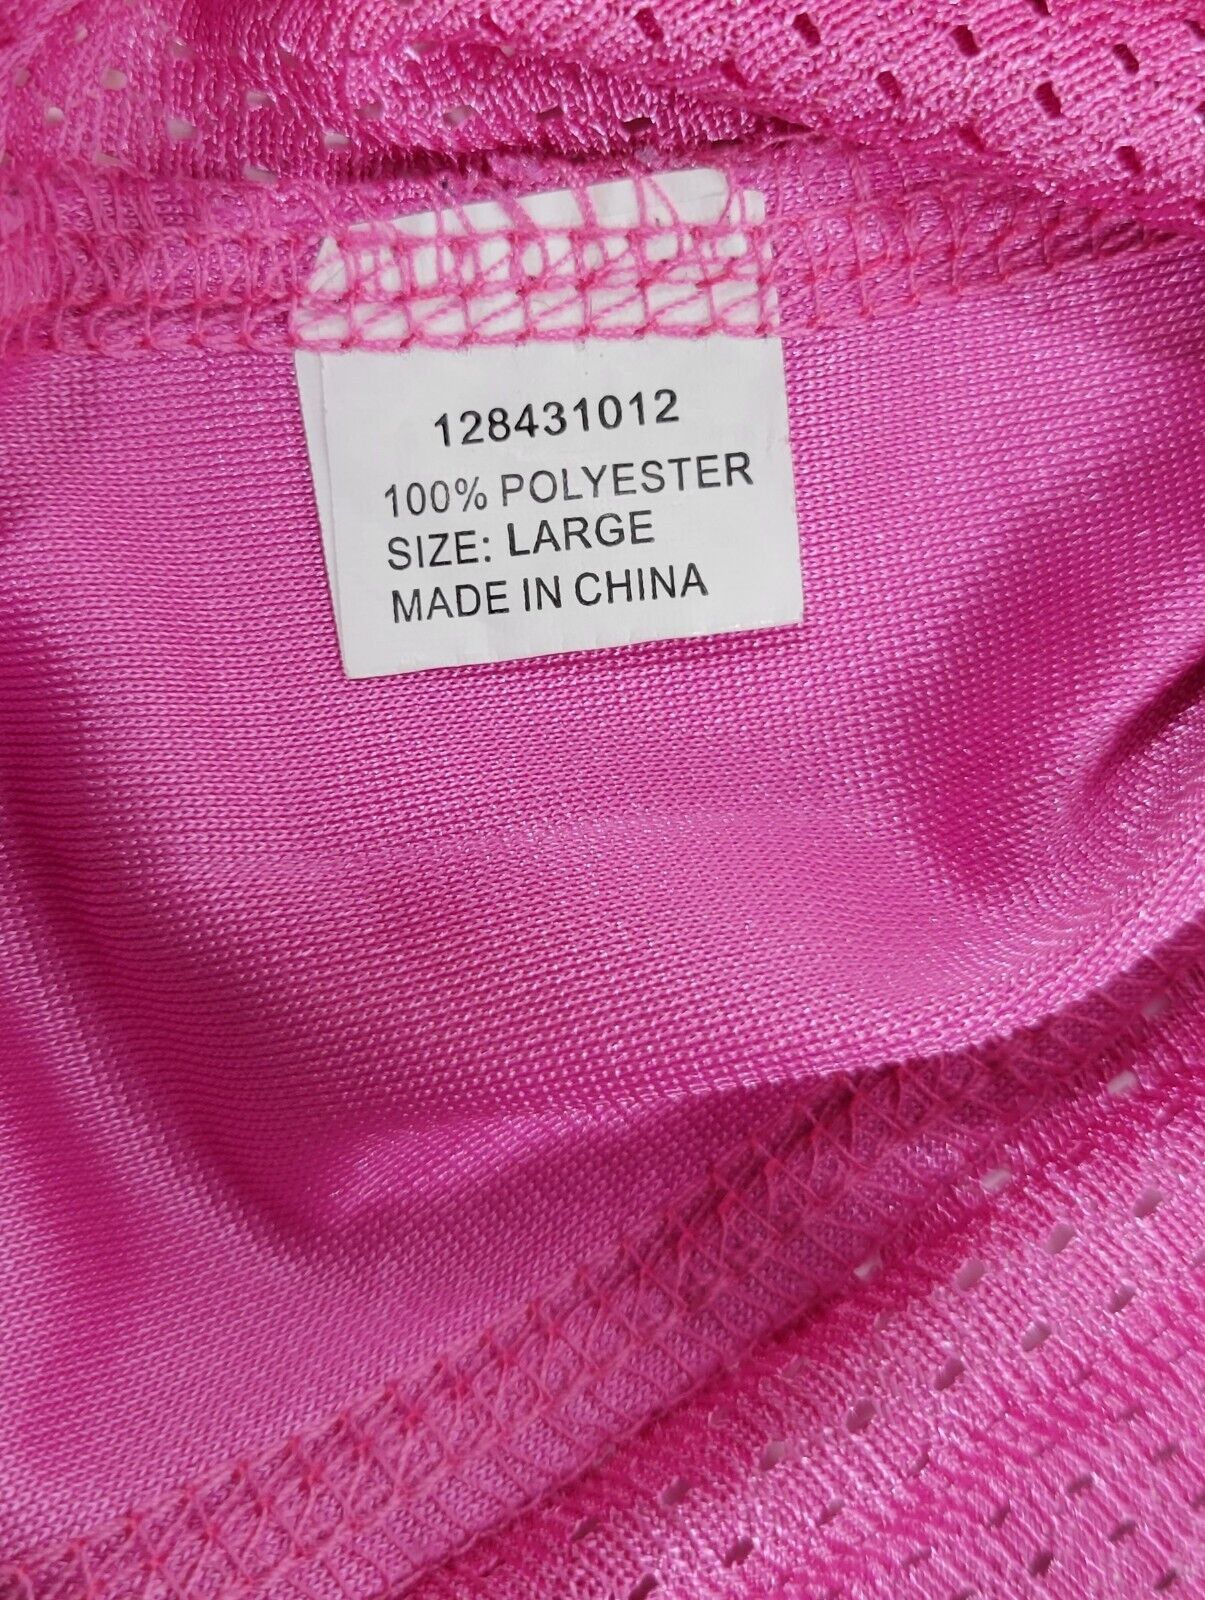 128431012
100% POLYESTER
SIZE: LARGE
MADE IN CHINA